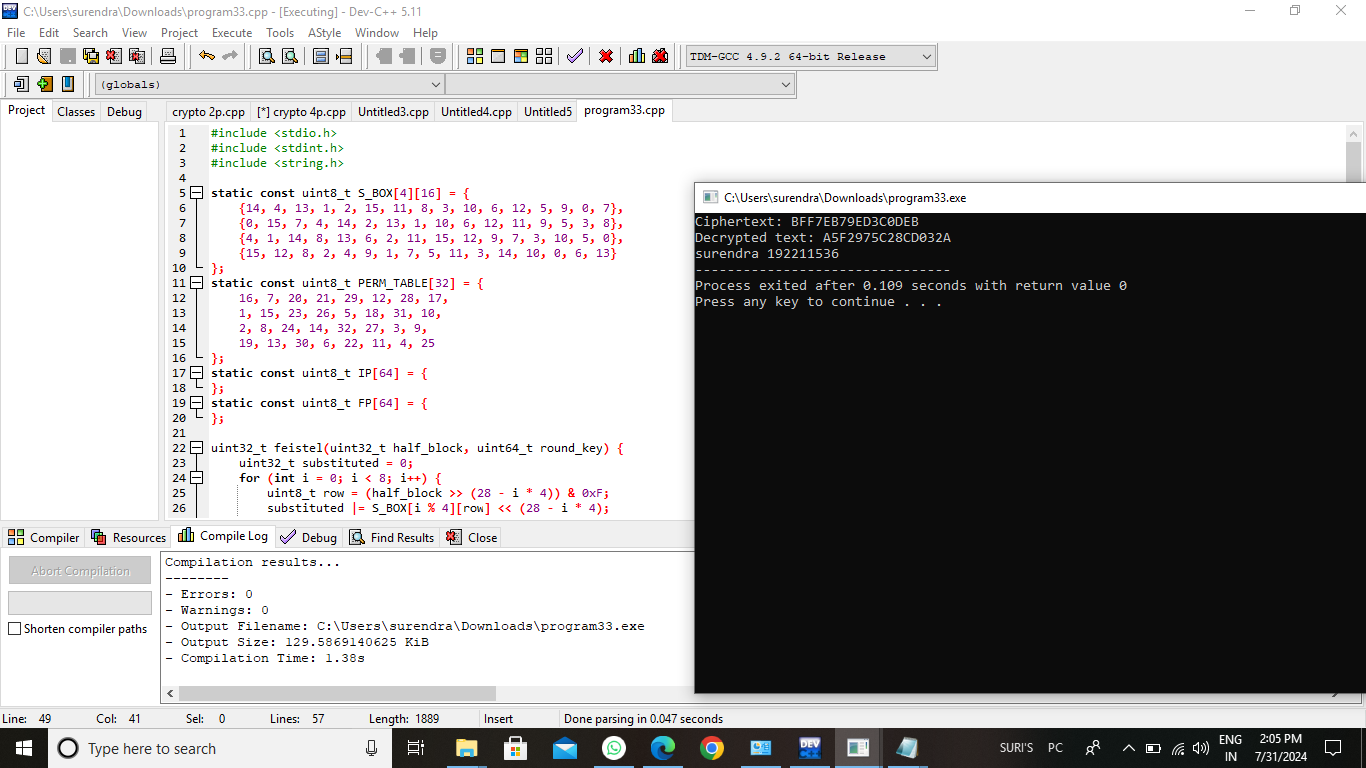 C:\Users\surendra\Downloads\program33.cpp - [Executing] - Dev-C++ 5.11
File Edit Search View Project Execute Tools AStyle Window Help
TDM-GCC 4.9.2 64-bit Release
(globals)
Project Classes Debug
crypto 2p.cpp [*] crypto 4p.cpp Untitled3.cpp Untitled4.cpp Untitled5 program33.cpp
1 #include <stdio.h>
2 #include <stdint.h>
3 #include <string.h>
4
5 static const uint8_t S_BOX[4][16] = {
6 {14, 4, 13, 1, 2, 15, 11, 8, 3, 10, 6, 12, 5, 9, 0, 7},
7 {0, 15, 7, 4, 14, 2, 13, 1, 10, 6, 12, 11, 9, 5, 3, 8},
8 {4, 1, 14, 8, 13, 6, 2, 11, 15, 12, 9, 7, 3, 10, 5, 0},
9 {15, 12, 8, 2, 4, 9, 1, 7, 5, 11, 3, 14, 10, 0, 6, 13}
10 };
11 static const uint8_t PERM_TABLE[32] = {
12 16, 7, 20, 21, 29, 12, 28, 17,
13 1, 15, 23, 26, 5, 18, 31, 10,
14 2, 8, 24, 14, 32, 27, 3, 9,
15 19, 13, 30, 6, 22, 11, 4, 25
16 };
17 static const uint8_t IP[64] = {
18 };
19 static const uint8_t FP[64] = {
20 };
21
22 uint32_t feistel(uint32_t half_block, uint64_t round_key) {
23 uint32_t substituted = 0;
24 for (int i = 0; i < 8; i++) {
25 uint8_t row = (half_block >> (28 - i * 4)) & 0xF;
26 substituted |= S_BOX[i % 4][row] << (28 - i * 4);
C:\Users\surendra\Downloads\program33.exe
Ciphertext: BFF7EB79ED3C0DEB
Decrypted text: A5F2975C28CD032A
surendra 192211536
--------------------------------
Process exited after 0.109 seconds with return value 0
Press any key to continue . . .
Compiler Resources Compile Log Debug Find Results Close
Abort Compilation
Shorten compiler paths
Compilation results...
--------
- Errors: 0
- Warnings: 0
- Output Filename: C:\Users\surendra\Downloads\program33.exe
- Output Size: 129.5869140625 KiB
- Compilation Time: 1.38s
Line: 49 Col: 41 Sel: 0 Lines: 57 Length: 1889 Insert Done parsing in 0.047 seconds
Type here to search
SURI'S PC
ENG
IN
2:05 PM
7/31/2024